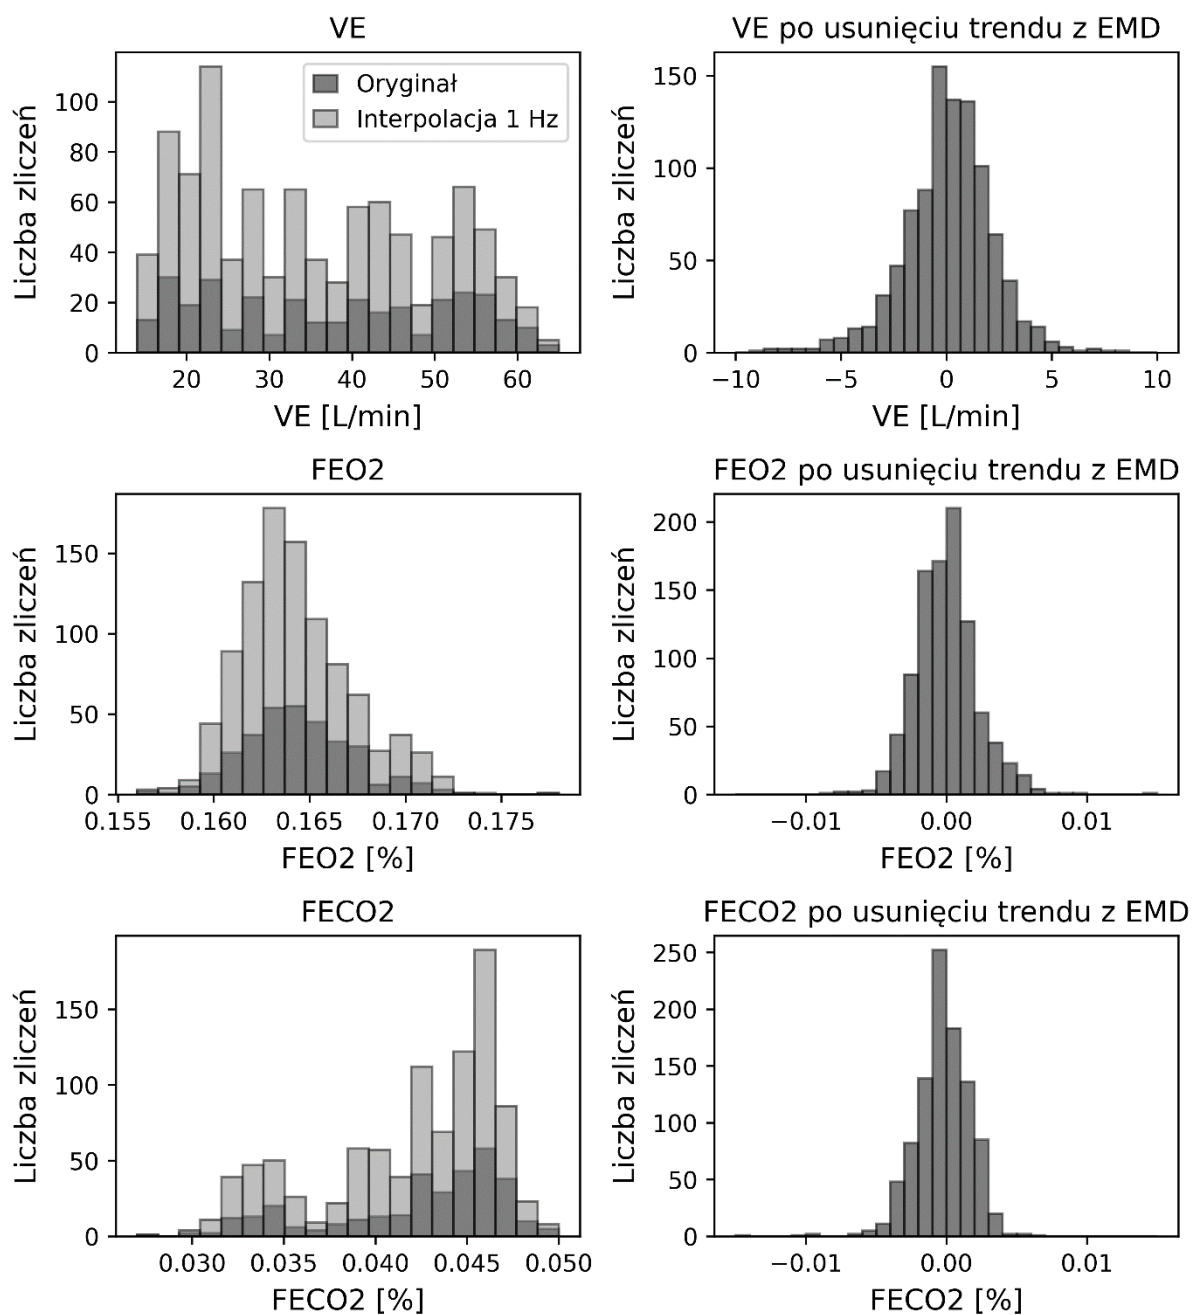 VE
Liczba zliczeń
100
80
60
40
20
0
Oryginał
Interpolacja 1 Hz
20 30 40 50 60
VE [L/min]
VE po usunięciu trendu z EMD
Liczba zliczeń
150
100
50
0
−10 −5 0 5 10
VE [L/min]
FEO2
Liczba zliczeń
150
100
50
0
0.155 0.160 0.165 0.170 0.175
FEO2 [%]
FEO2 po usunięciu trendu z EMD
Liczba zliczeń
200
150
100
50
0
−0.01 0.00 0.01
FEO2 [%]
FECO2
Liczba zliczeń
150
100
50
0
0.030 0.035 0.040 0.045 0.050
FECO2 [%]
FECO2 po usunięciu trendu z EMD
Liczba zliczeń
250
200
150
100
50
0
−0.01 0.00 0.01
FECO2 [%]